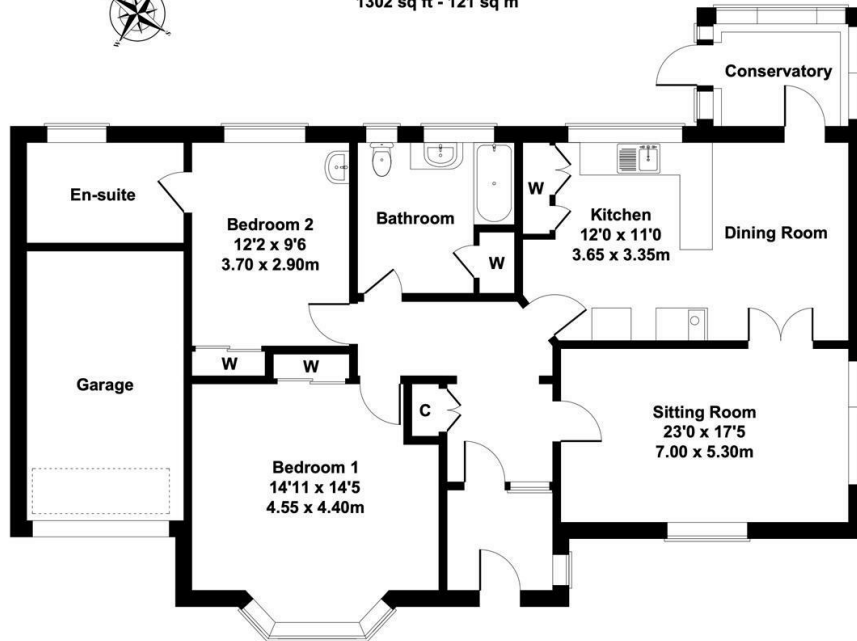 1302 sq ft - 121 sq m
W
S
Conservatory
En-suite
Bedroom 2
12'2 x 9'6
3.70 x 2.90m
Bathroom
W
W
Kitchen
12'0 x 11'0
3.65 x 3.35m
Dining Room
W
W
Garage
C
Bedroom 1
14'11 x 14'5
4.55 x 4.40m
Sitting Room
23'0 x 17'5
7.00 x 5.30m